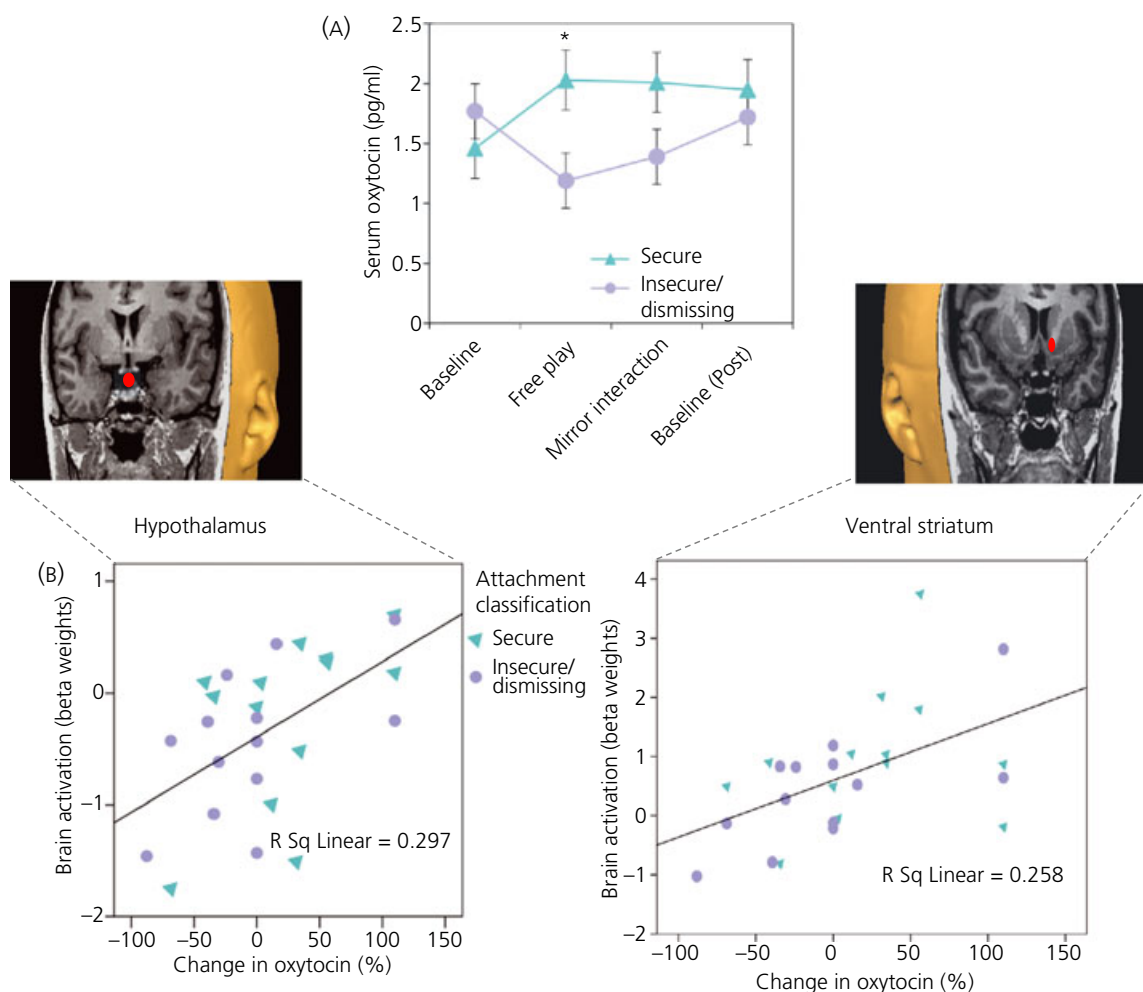 (A)
Serum oxytocin (pg/ml)
2.5
2
1.5
1
0.5
0
*
Secure
Insecure/
dismissing
Baseline
Free play
Mirror interaction
Baseline (Post)
Hypothalamus
Ventral striatum
(B)
Brain activation (beta weights)
1
0
−1
−2
R Sq Linear = 0.297
−100
−50
0
50
100
150
Change in oxytocin (%)
Attachment
classification
Secure
Insecure/
dismissing
Brain activation (beta weights)
4
3
2
1
0
−1
−2
R Sq Linear = 0.258
−100
−50
0
50
100
150
Change in oxytocin (%)